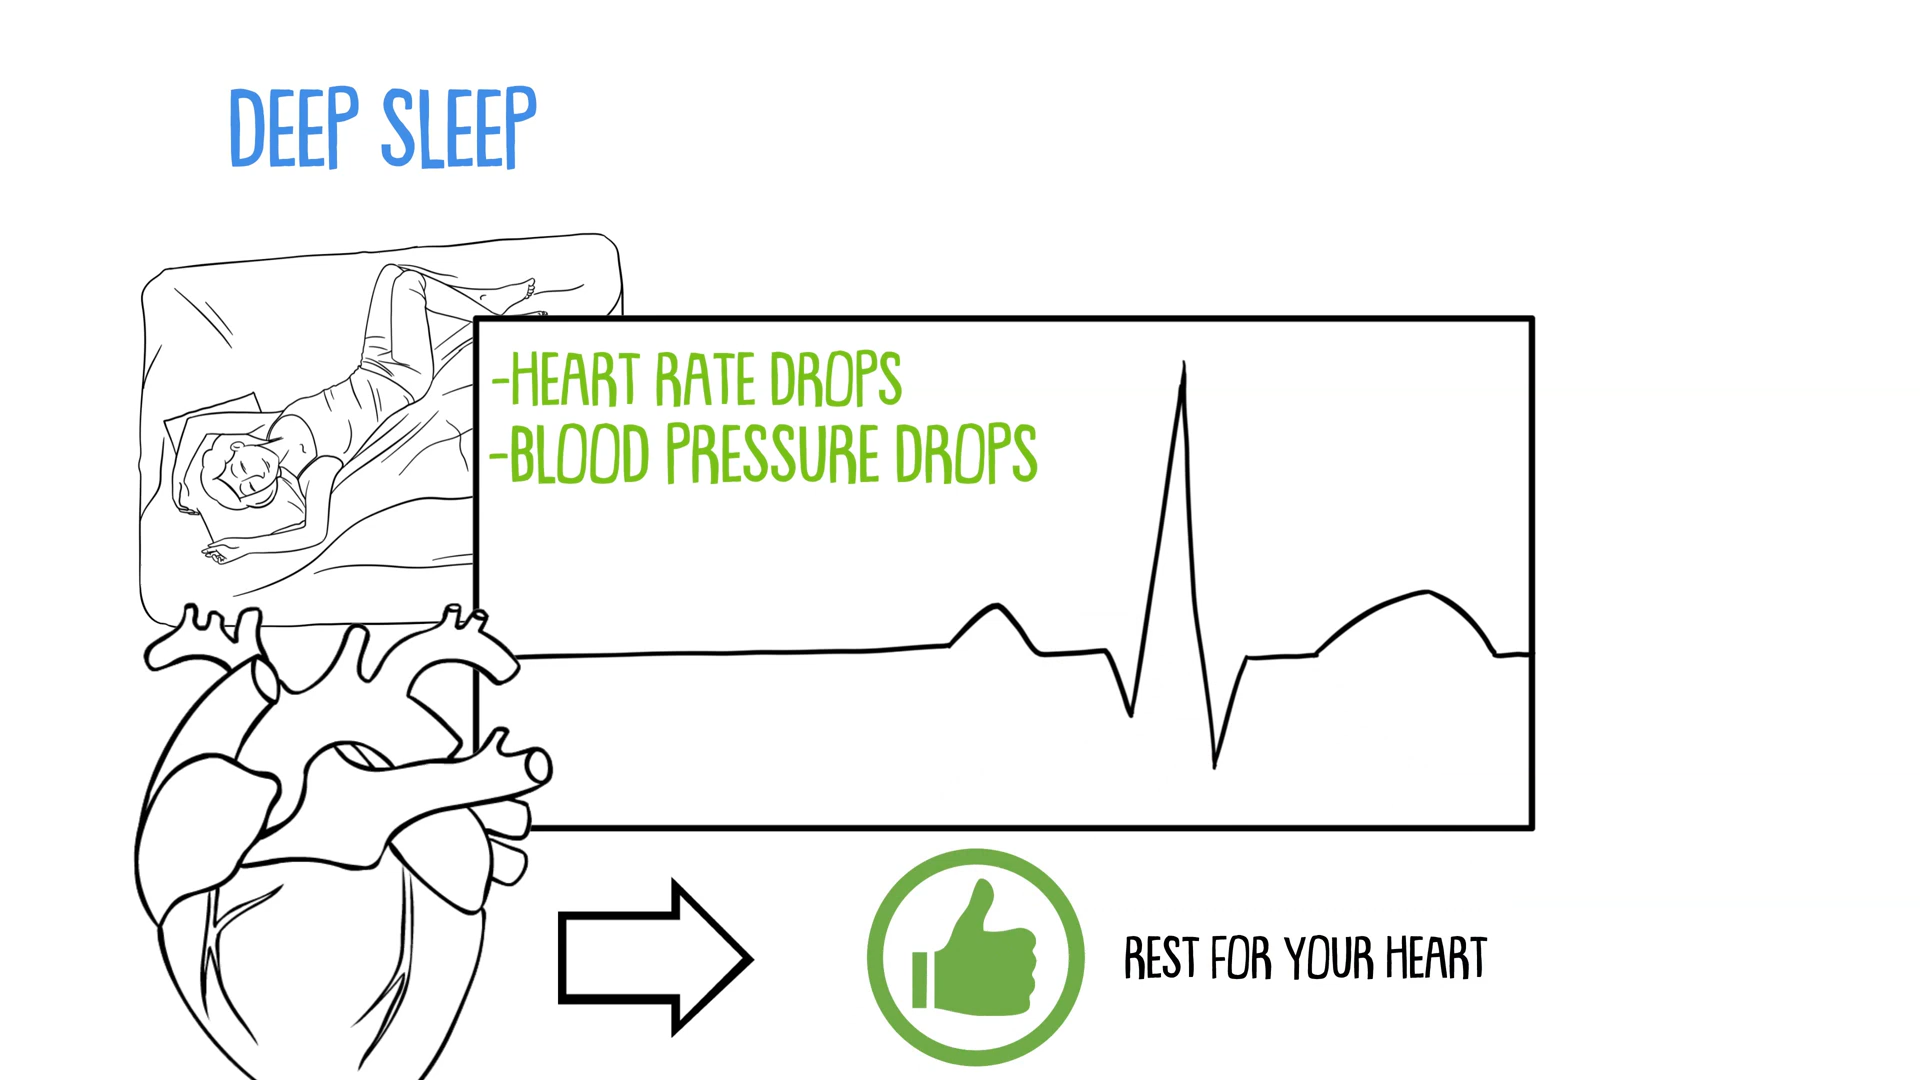 DEEP SLEEP
-HEART RATE DROPS
-BLOOD PRESSURE DROPS
REST FOR YOUR HEART